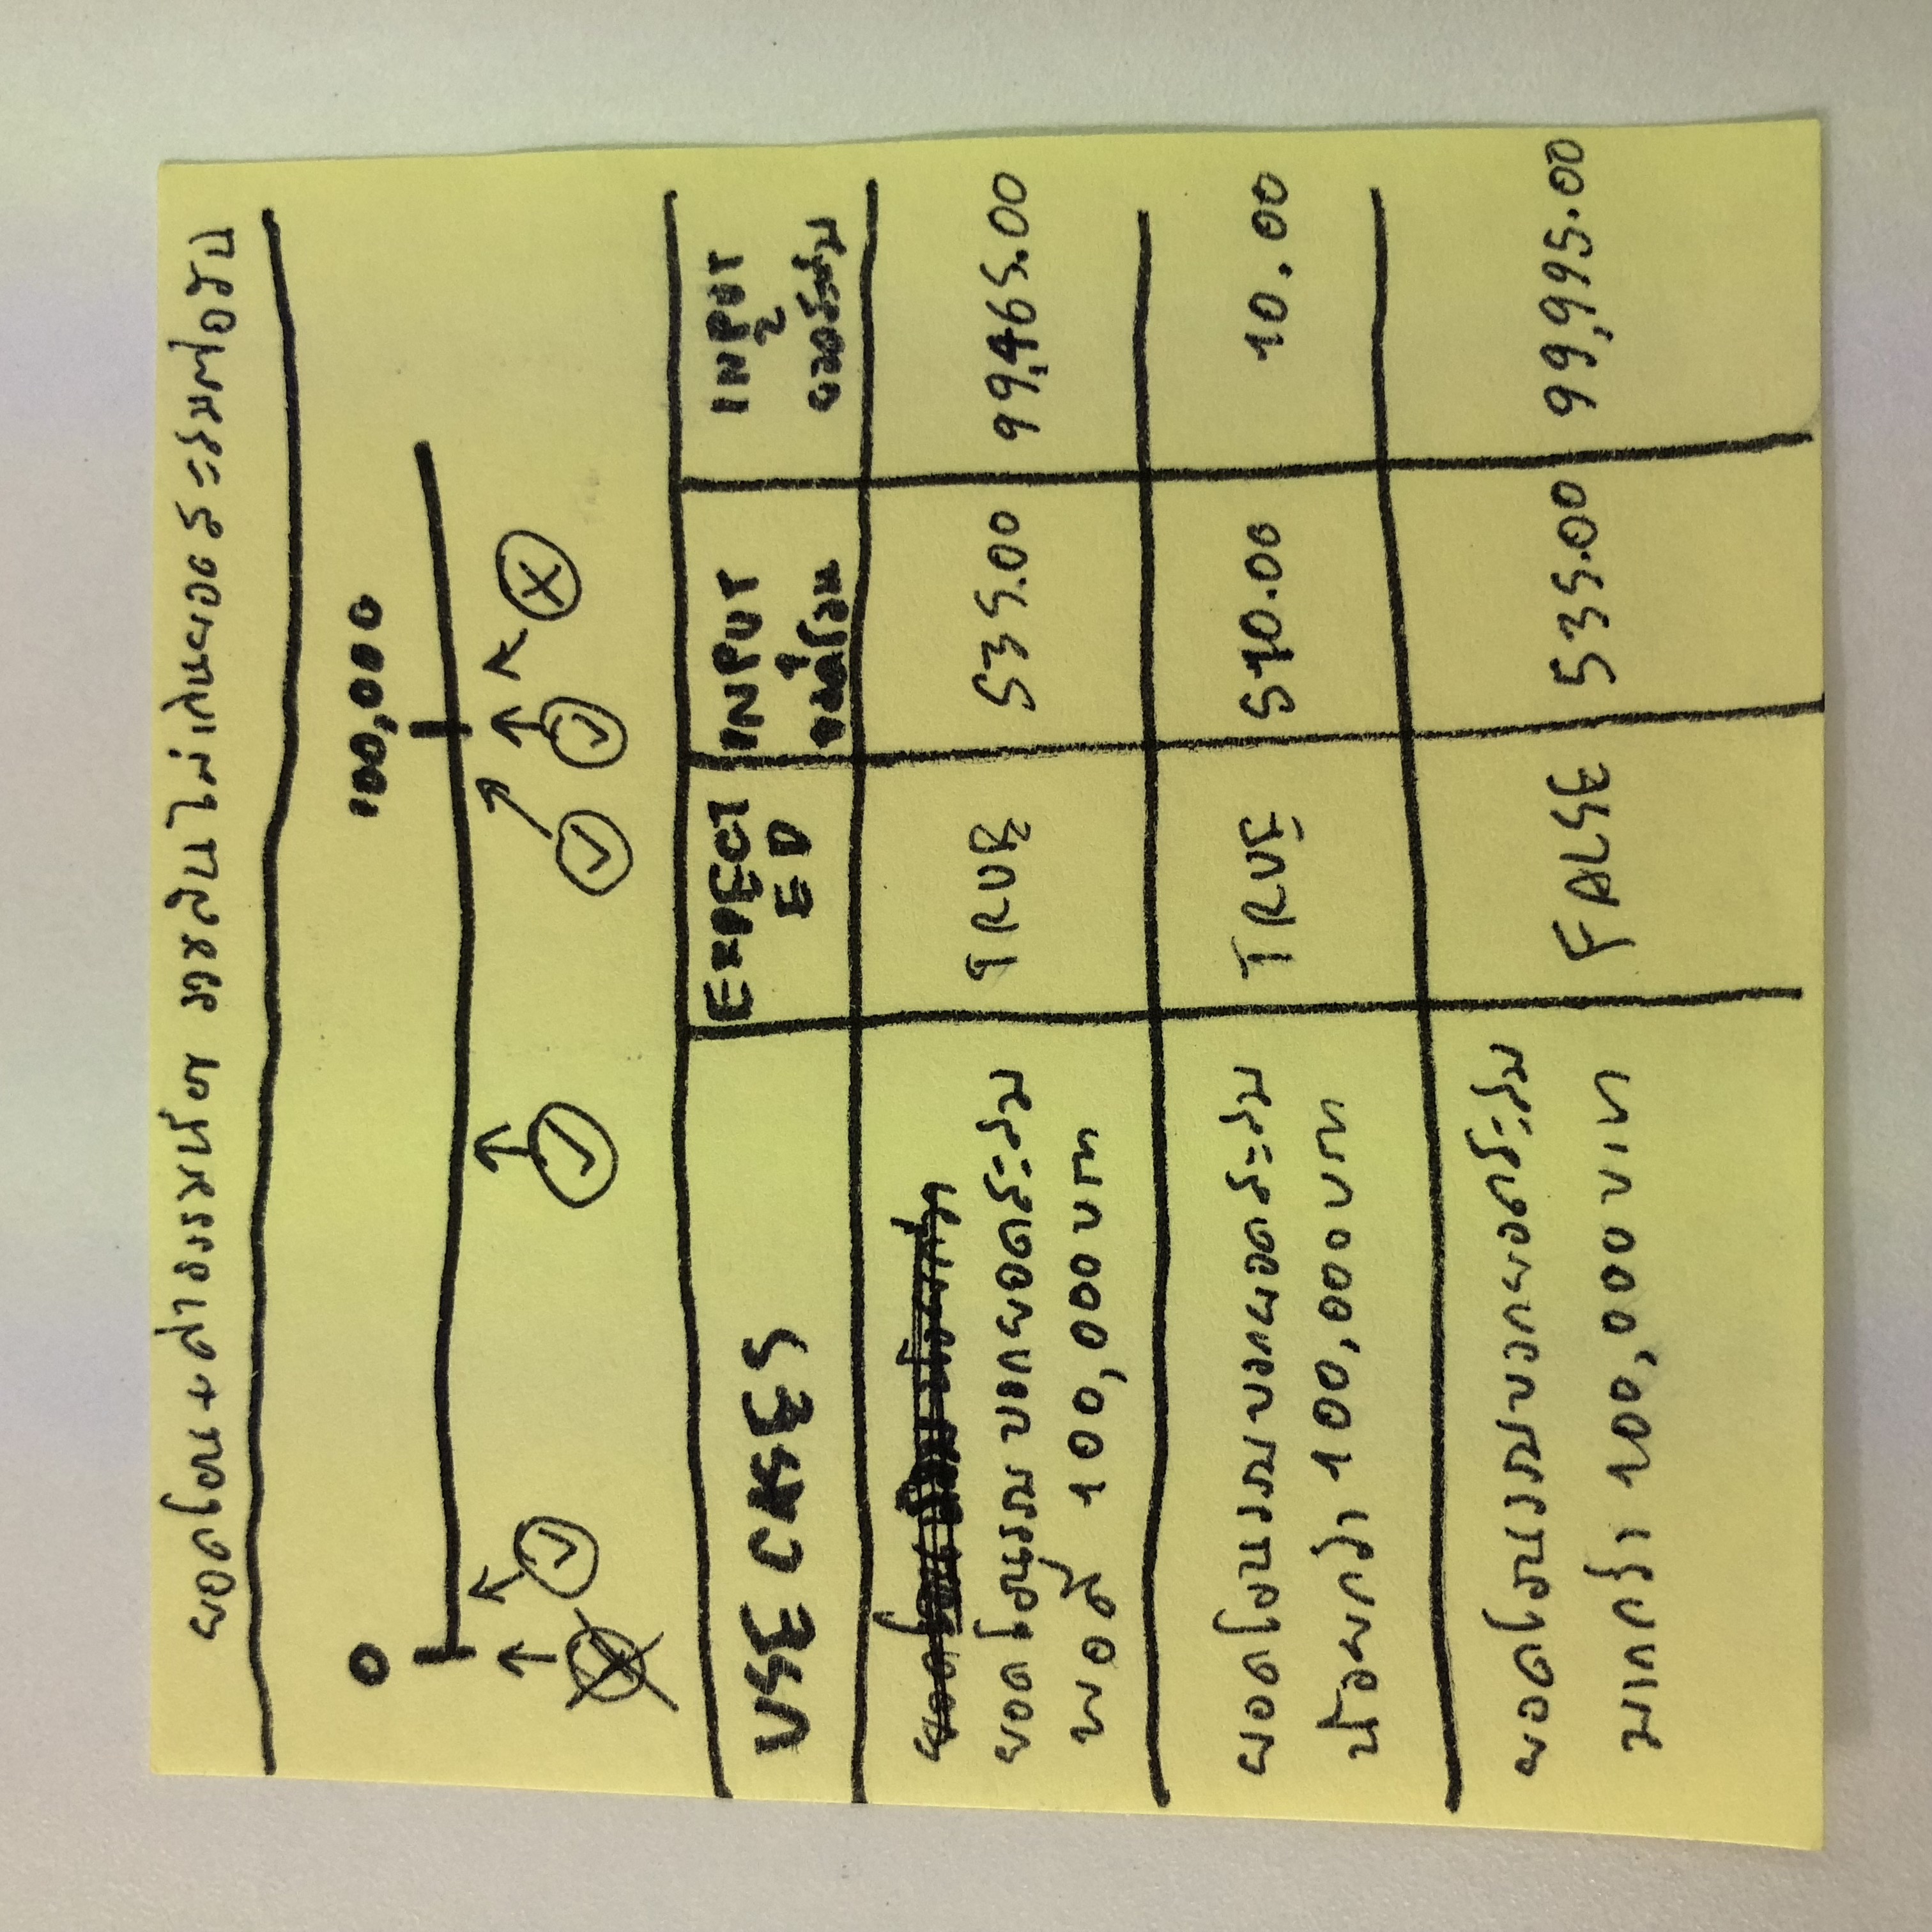 ยอดโอน + ค่าธรรมเนียม รวมกันไม่เกินยอดสะสมต่อวัน
0 100,000
USE CASES EXPECTED INPUT 1 ยอดโอน INPUT 2 ยอดสะสม
ยอดโอนรวม บวกยอดสะสม TRUE 535.00 99,465.00
พอดี 100,000 บาท
ยอดโอนรวมบวกยอดสะสม TRUE 510.00 10.00
น้อยกว่า 100,000 บาท
ยอดโอนรวมบวกยอดสะสม FALSE 535.00 99,995.00
มากกว่า 100,000 บาท